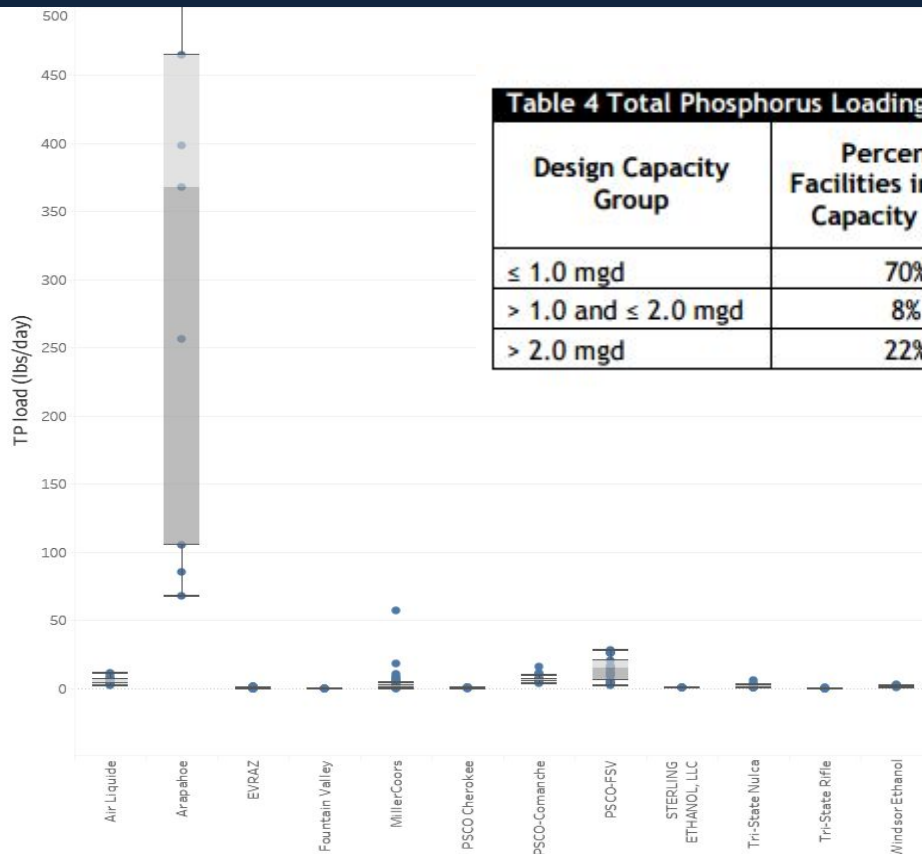 500
450
400
350
300
250
200
150
100
50
0
TP load (lbs/day)
Table 4 Total Phosphorus Loading
Design Capacity
Group
Percen
Facilities i
Capacity
≤ 1.0 mgd
70%
> 1.0 and ≤ 2.0 mgd
8%
> 2.0 mgd
22%
Air Liquide
Arapahoe
EVRAZ
Fountain Valley
MillerCoors
PSCO Cherokee
PSCO-Comanche
PSCO-FSV
STERLING
ETHANOL, LLC
Tri-State Nulca
Tri-State Rifle
Windsor Ethanol